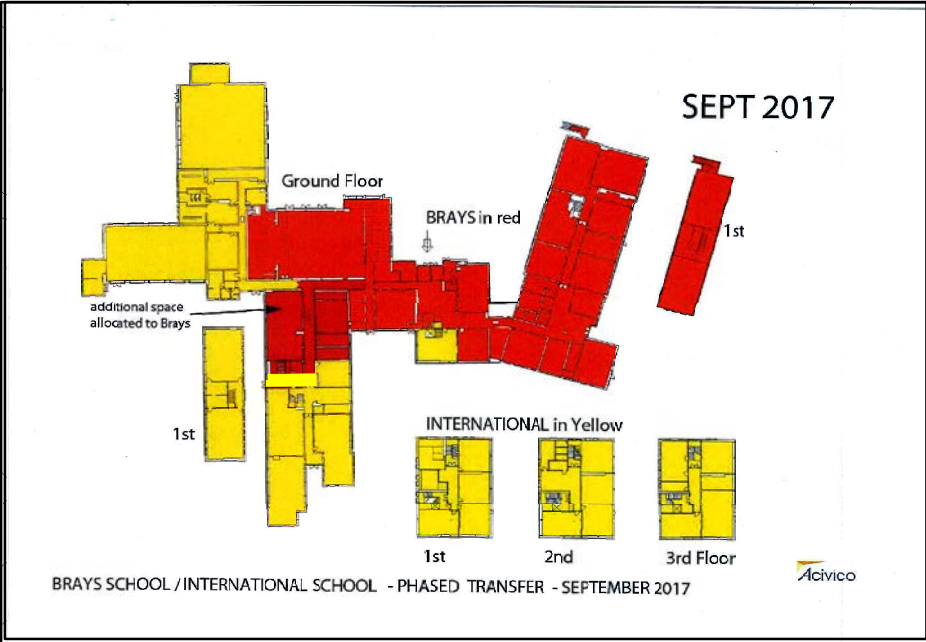 SEPT 2017
Ground Floor
BRAYS in red
1st
additional space
allocated to Brays
1st
INTERNATIONAL in Yellow
1st
2nd
3rd Floor
BRAYS SCHOOL / INTERNATIONAL SCHOOL - PHASED TRANSFER - SEPTEMBER 2017
Acivico